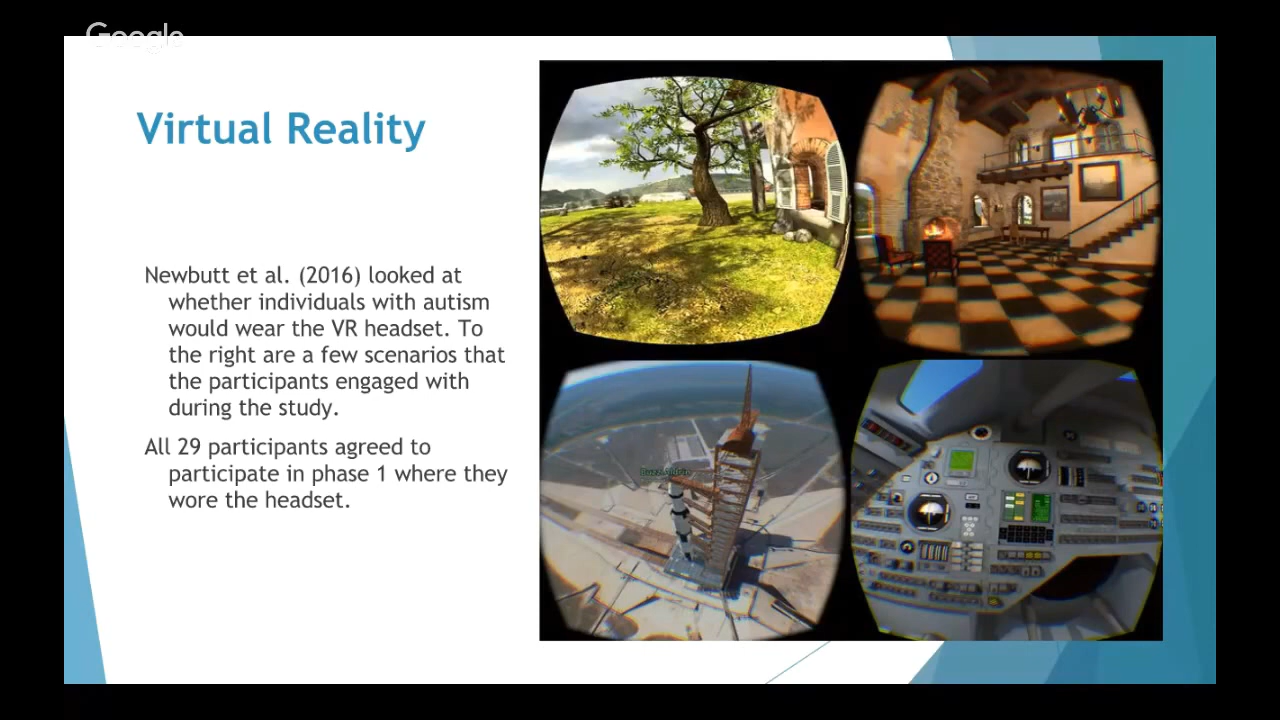 Google
Virtual Reality
Newbutt et al. (2016) looked at
whether individuals with autism
would wear the VR headset. To
the right are a few scenarios that
the participants engaged with
during the study.
All 29 participants agreed to
participate in phase 1 where they
wore the headset.
Buzz Aldrin